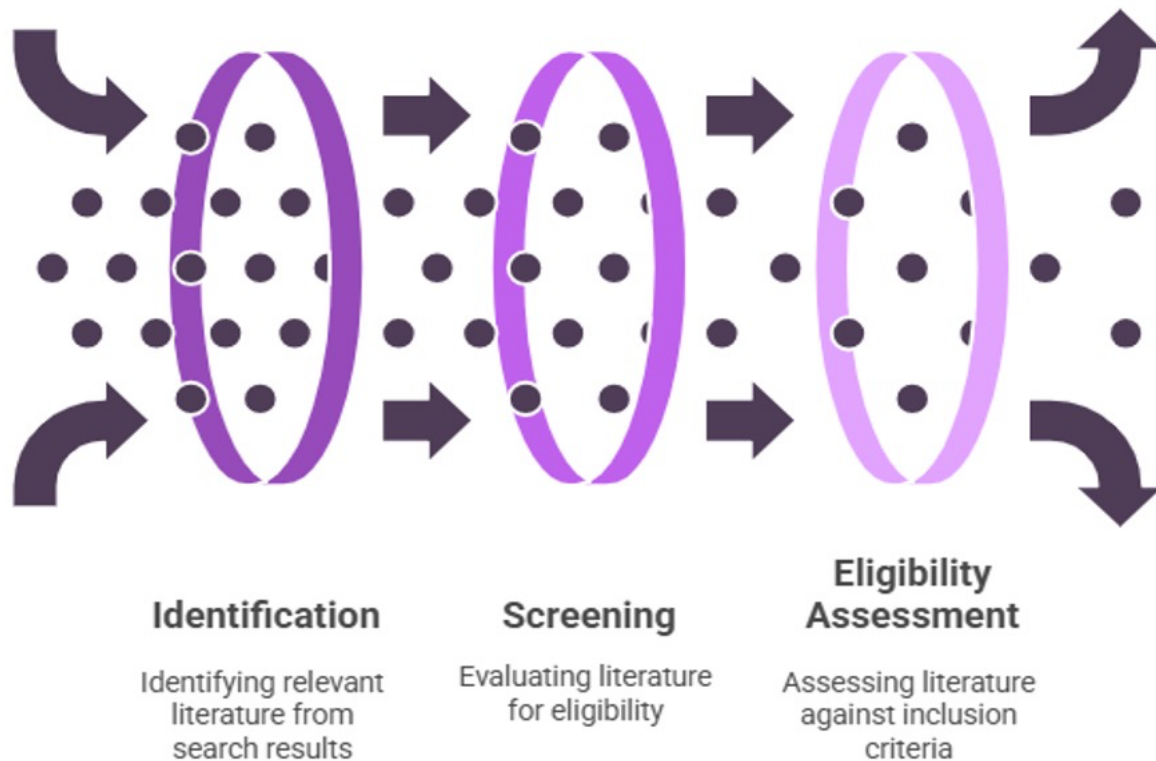 Identification
Identifying relevant
literature from
search results
Screening
Evaluating literature
for eligibility
Eligibility
Assessment
Assessing literature
against inclusion
criteria